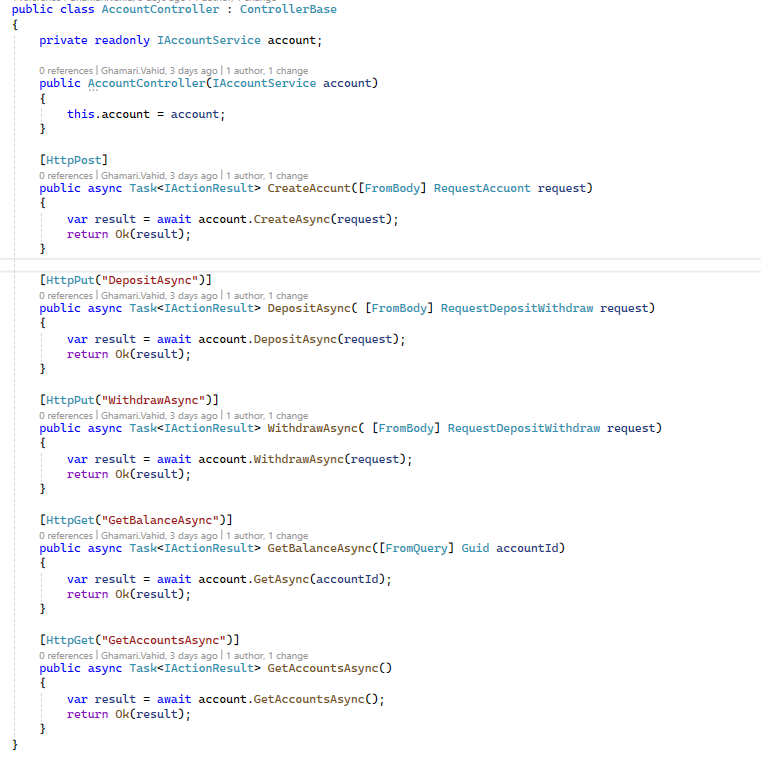 public class AccountController : ControllerBase
{
private readonly IAccountService account;
0 references | Ghamari.Vahid, 3 days ago | 1 author, 1 change
public AccountController(IAccountService account)
{
this.account = account;
}
[HttpPost]
0 references | Ghamari.Vahid, 3 days ago | 1 author, 1 change
public async Task<IActionResult> CreateAccunt([FromBody] RequestAccuont request)
{
var result = await account.CreateAsync(request);
return Ok(result);
}
[HttpPut("DepositAsync")]
0 references | Ghamari.Vahid, 3 days ago | 1 author, 1 change
public async Task<IActionResult> DepositAsync( [FromBody] RequestDepositWithdraw request)
{
var result = await account.DepositAsync(request);
return Ok(result);
}
[HttpPut("WithdrawAsync")]
0 references | Ghamari.Vahid, 3 days ago | 1 author, 1 change
public async Task<IActionResult> WithdrawAsync( [FromBody] RequestDepositWithdraw request)
{
var result = await account.WithdrawAsync(request);
return Ok(result);
}
[HttpGet("GetBalanceAsync")]
0 references | Ghamari.Vahid, 3 days ago | 1 author, 1 change
public async Task<IActionResult> GetBalanceAsync([FromQuery] Guid accountId)
{
var result = await account.GetAsync(accountId);
return Ok(result);
}
[HttpGet("GetAccountsAsync")]
0 references | Ghamari.Vahid, 3 days ago | 1 author, 1 change
public async Task<IActionResult> GetAccountsAsync()
{
var result = await account.GetAccountsAsync();
return Ok(result);
}
}